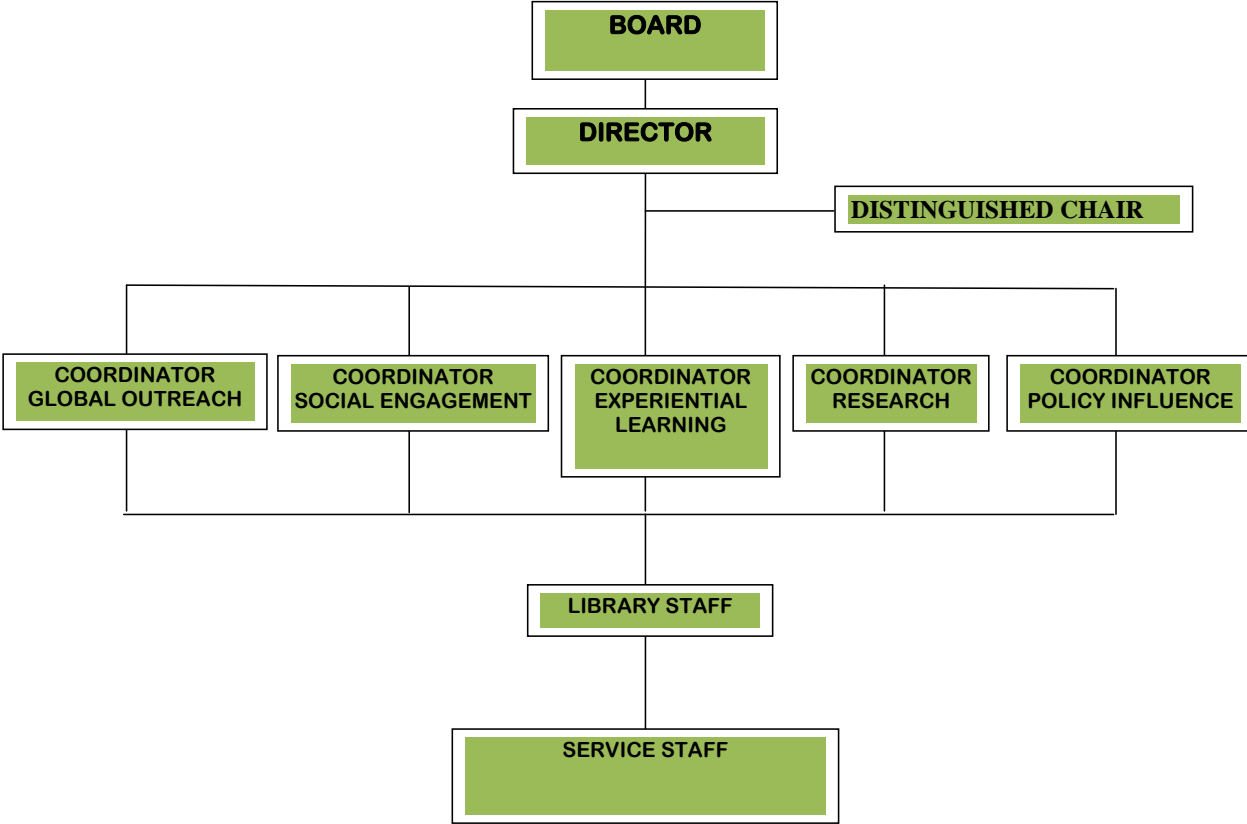 BOARD
DIRECTOR
DISTINGUISHED CHAIR
COORDINATOR
GLOBAL OUTREACH
COORDINATOR
SOCIAL ENGAGEMENT
COORDINATOR
EXPERIENTIAL
LEARNING
COORDINATOR
RESEARCH
COORDINATOR
POLICY INFLUENCE
LIBRARY STAFF
SERVICE STAFF